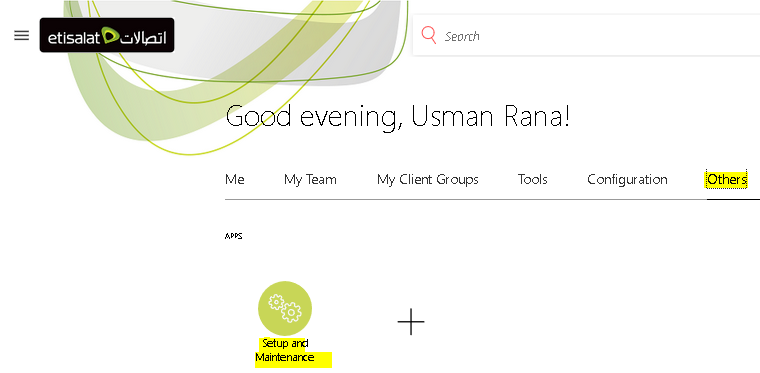 etisalat اتصالات
Search
Good evening, Usman Rana!
Me My Team My Client Groups Tools Configuration Others
APPS
Setup and
Maintenance